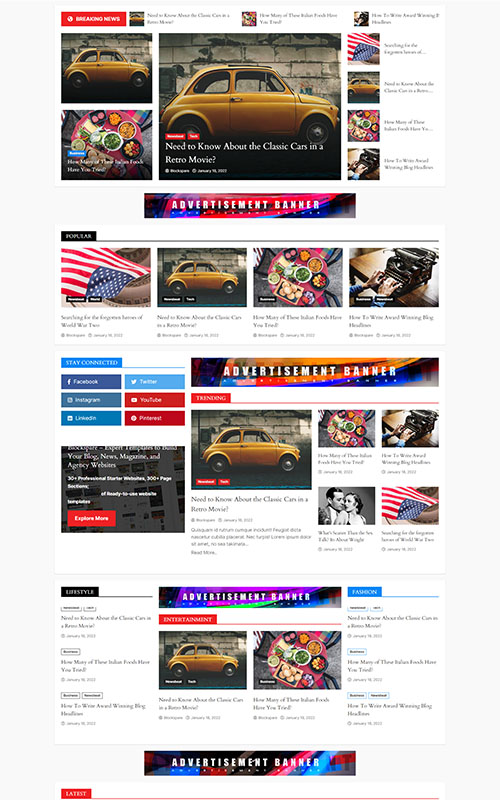 BREAKING NEWS
Need to Know About the Classic Cars in a
Retro Movie?
How Many of These Italian Foods Have
You Tried?
How To Write Award Winning B
Headlines
Business
How Many of These Italian Foods
Have You Tried?
Newsbeat Tech
Need to Know About the Classic Cars in a
Retro Movie?
Blockspare January 18, 2022
Searching for the
forgotten heroes of...
Need to Know About
the Classic Cars in a Retro...
How Many of These
Italian Foods Have You...
How To Write Award
Winning Blog Headlines
ADVERTISEMENT BANNER
ADVERTISEMENT BANNER
POPULAR
Newsbeat World
Searching for the forgotten heroes of
World War Two
Blockspare January 18, 2022
Newsbeat Tech
Need to Know About the Classic Cars
in a Retro Movie?
Blockspare January 18, 2022
Business
How Many of These Italian Foods Have
You Tried?
Blockspare January 18, 2022
Business Newsbeat
How To Write Award Winning Blog
Headlines
Blockspare January 18, 2022
STAY CONNECTED
Facebook
Twitter
Instagram
YouTube
Linkedin
Pinterest
Blockspare - Expert Templates to Build
Your Blog, News, Magazine, and
Agency Websites
30+ Professional Starter Websites, 300+ Page
Sections;
of Ready-to-use website
templates
Explore More
ADVERTISEMENT BANNER
ADVERTISEMENT BANNER
TRENDING
Newsbeat Tech
Need to Know About the Classic Cars in a
Retro Movie?
Blockspare January 18, 2022
Quisquam id rutrum cumque incidunt! Feugiat dicta
nascetur cubilia placerat. Nec turpis! Lorem ipsum dolor
sit amet, no sea takimata...
Read More..
How Many of These Italian
Foods Have You Tried?
January 18, 2022
How To Write Award Winning
Blog Headlines
January 18, 2022
What's Scarier Than the Sex
Talk? Its About Weight
January 18, 2022
Searching for the forgotten
heroes of World War Two
January 18, 2022
LIFESTYLE
Newsbeat Tech
Need to Know About the Classic Cars in
a Retro Movie?
January 18, 2022
Business
How Many of These Italian Foods Have
You Tried?
January 18, 2022
Business Newsbeat
How To Write Award Winning Blog
Headlines
January 18, 2022
ADVERTISEMENT BANNER
ADVERTISEMENT BANNER
ENTERTAINMENT
Newsbeat Tech
Need to Know About the Classic Cars
in a Retro Movie?
Blockspare January 18, 2022
Business
How Many of These Italian Foods
Have You Tried?
Blockspare January 18, 2022
FASHION
Newsbeat Tech
Need to Know About the Classic Cars in
a Retro Movie?
January 18, 2022
Business
How Many of These Italian Foods Have
You Tried?
January 18, 2022
Business Newsbeat
How To Write Award Winning Blog
Headlines
January 18, 2022
ADVERTISEMENT BANNER
ADVERTISEMENT BANNER
LATEST